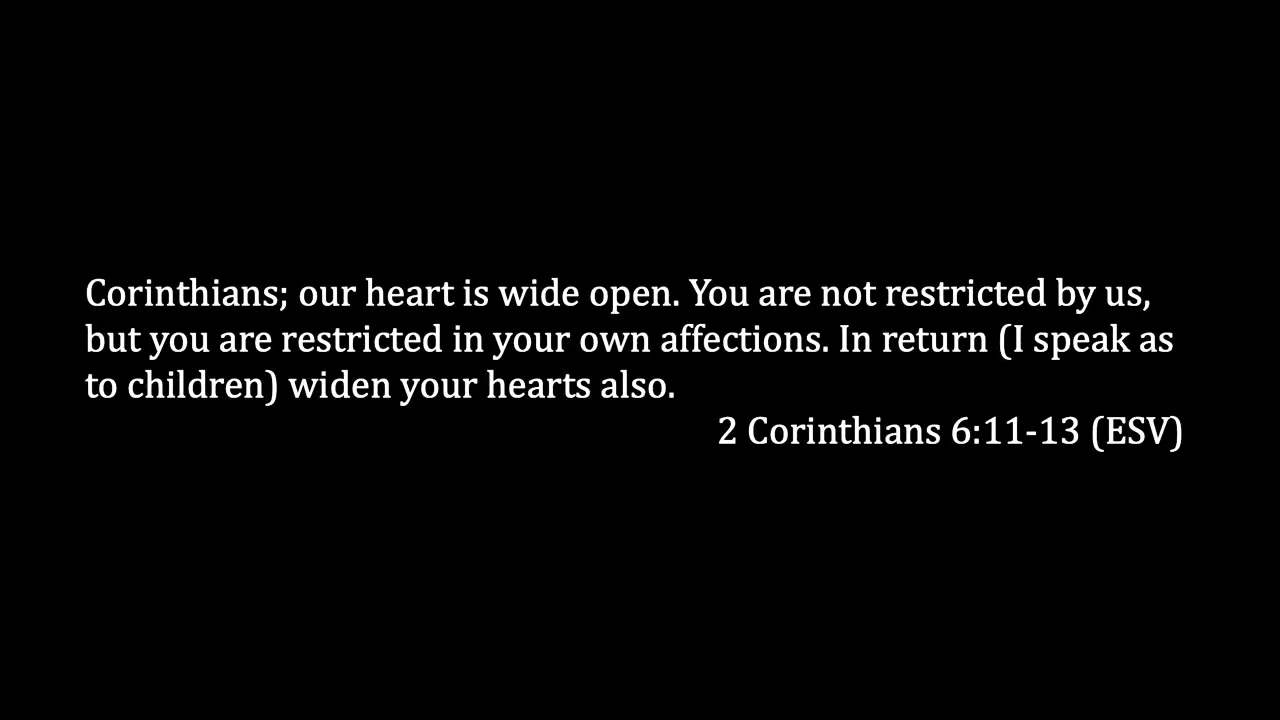 Corinthians; our heart is wide open. You are not restricted by us,
but you are restricted in your own affections. In return (I speak as
to children) widen your hearts also.
2 Corinthians 6:11-13 (ESV)